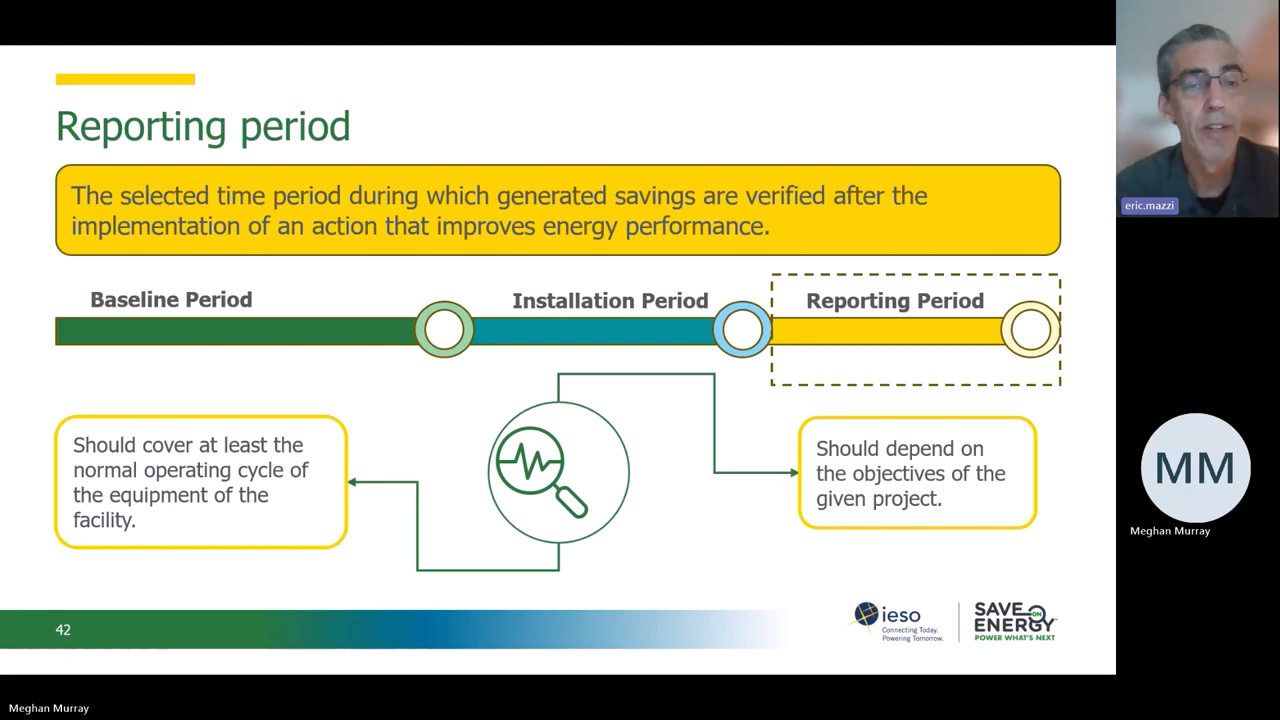 Reporting period
The selected time period during which generated savings are verified after the
implementation of an action that improves energy performance.
Baseline Period
Installation Period
Reporting Period
Should cover at least the
normal operating cycle of
the equipment of the
facility.
Should depend on
the objectives of the
given project.
42
ieso
Connecting Today.
Powering Tomorrow.
SAVE ON
ENERGY
POWER WHAT'S NEXT
eric.mazzi
MM
Meghan Murray
Meghan Murray